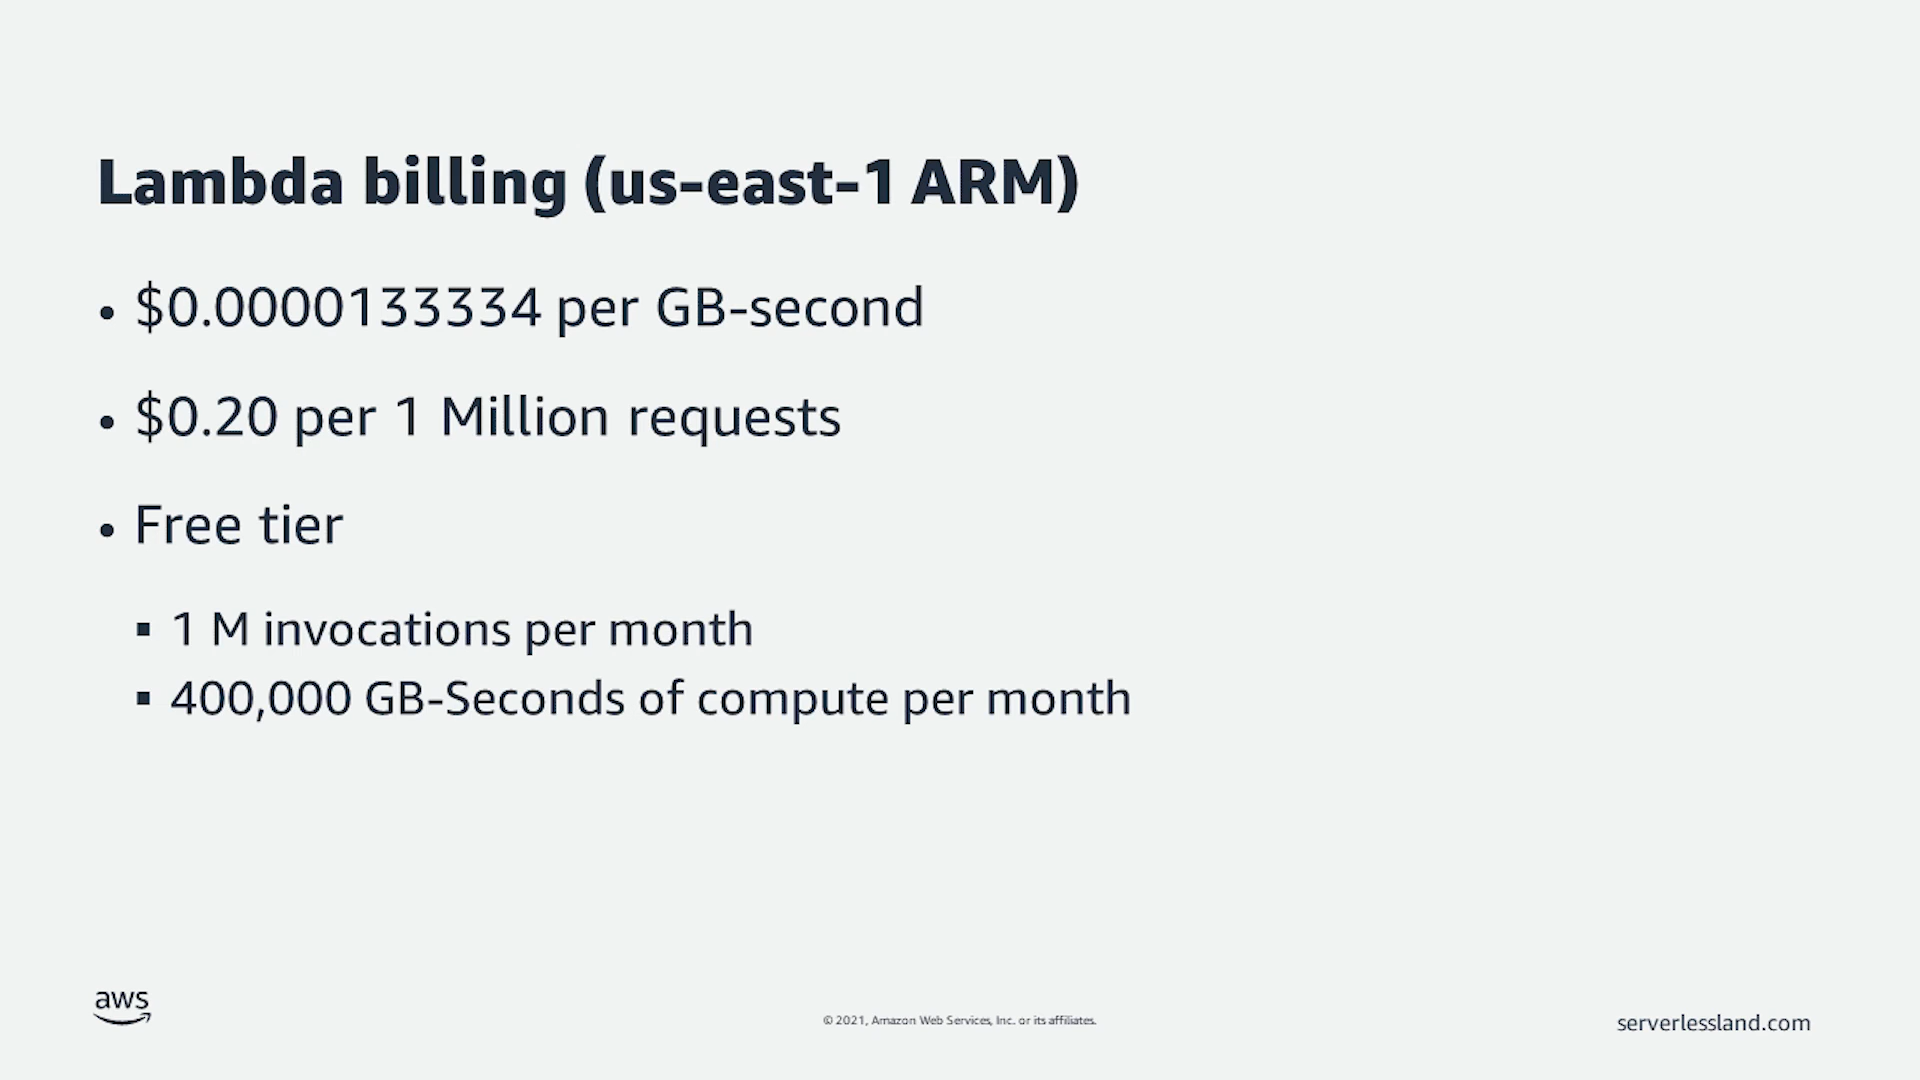 Lambda billing (us-east-1 ARM)
• $0.0000133334 per GB-second
• $0.20 per 1 Million requests
• Free tier
▪ 1 M invocations per month
▪ 400,000 GB-Seconds of compute per month
aws
© 2021, Amazon Web Services, Inc. or its affiliates.
serverlessland.com